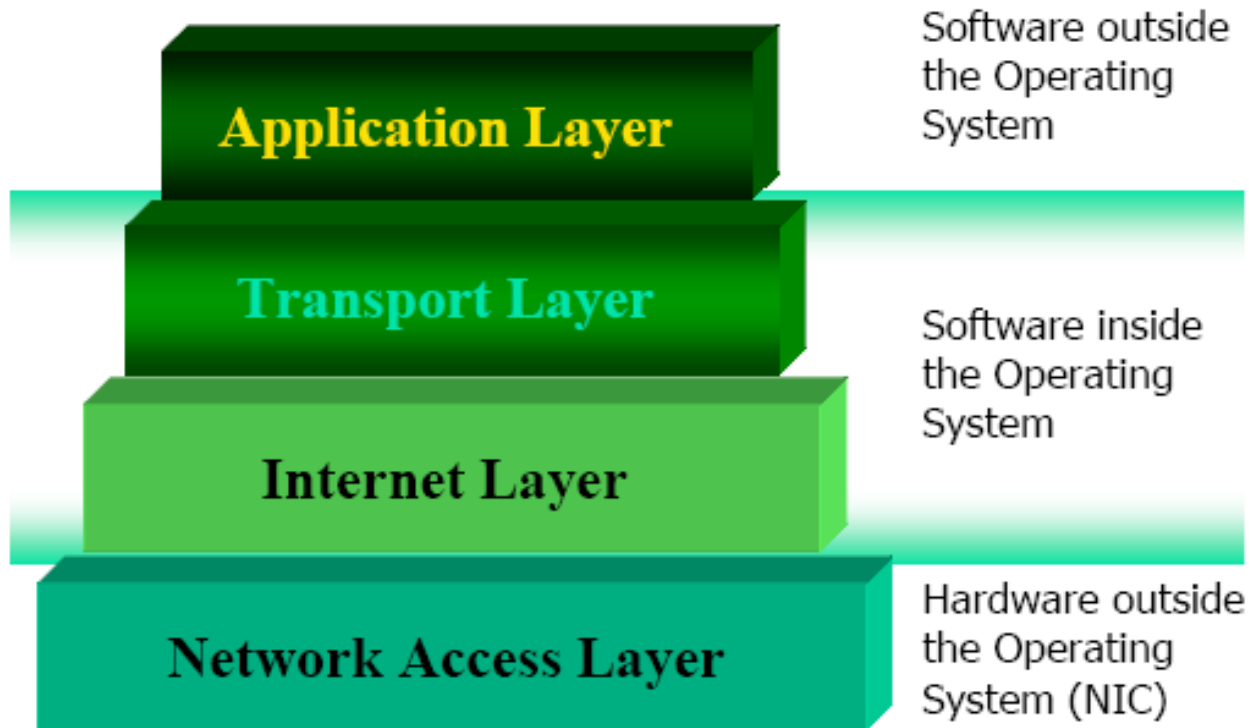 Software outside
the Operating
System
Application Layer
Transport Layer
Software inside
the Operating
System
Internet Layer
Hardware outside
the Operating
System (NIC)
Network Access Layer